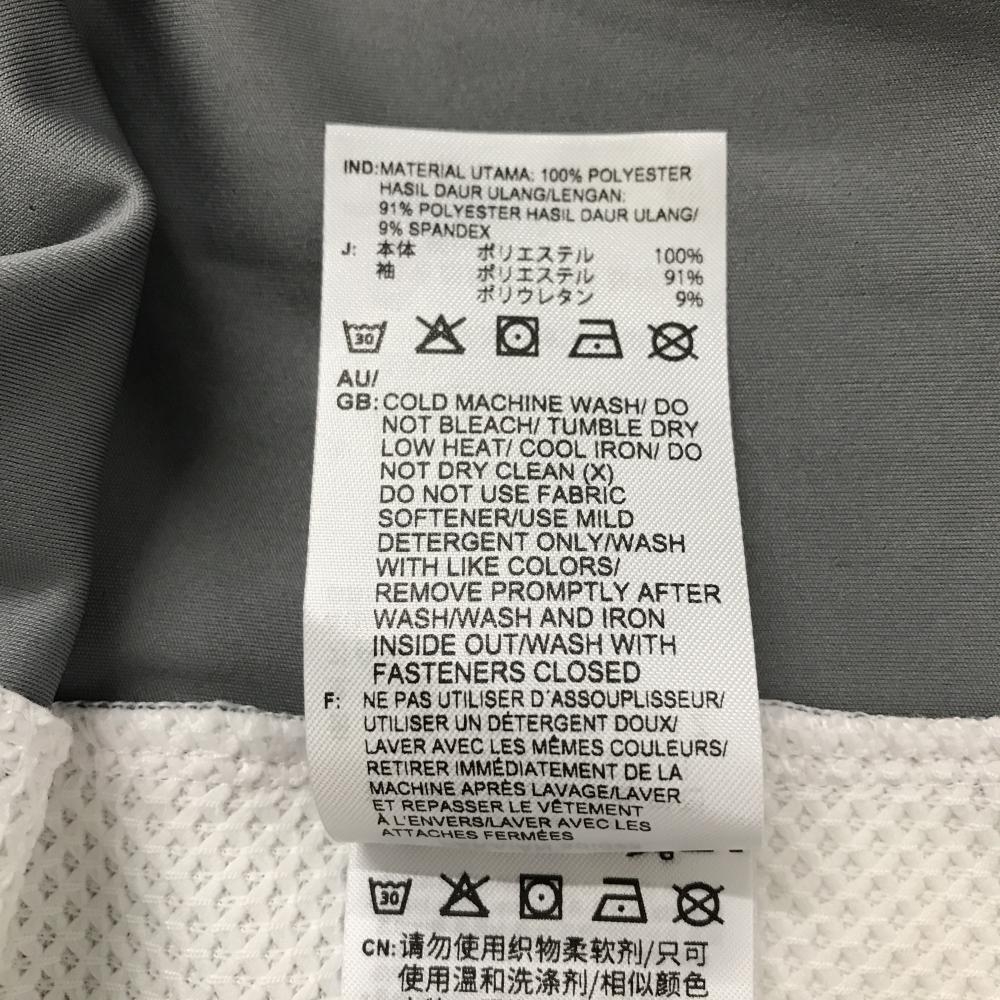 IND:MATERIAL UTAMA: 100% POLYESTER
HASIL DAUR ULANG/LENGAN:
91% POLYESTER HASIL DAUR ULANG/
9% SPANDEX
J: 本体 ポリエステル 100%
袖 ポリエステル 91%
ポリウレタン 9%
30
AU/
GB: COLD MACHINE WASH/ DO
NOT BLEACH/ TUMBLE DRY
LOW HEAT/ COOL IRON/ DO
NOT DRY CLEAN (X)
DO NOT USE FABRIC
SOFTENER/USE MILD
DETERGENT ONLY/WASH
WITH LIKE COLORS/
REMOVE PROMPTLY AFTER
WASH/WASH AND IRON
INSIDE OUT/WASH WITH
FASTENERS CLOSED
F: NE PAS UTILISER D'ASSOUPLISSEUR/
UTILISER UN DÉTERGENT DOUX/
LAVER AVEC LES MÊMES COULEURS/
RETIRER IMMÉDIATEMENT DE LA
MACHINE APRÈS LAVAGE/LAVER
ET REPASSER LE VÊTEMENT
À L'ENVERS/LAVER AVEC LES
ATTACHES FERMÉES
30
CN: 请勿使用织物柔软剂/只可
使用温和洗涤剂/相似颜色